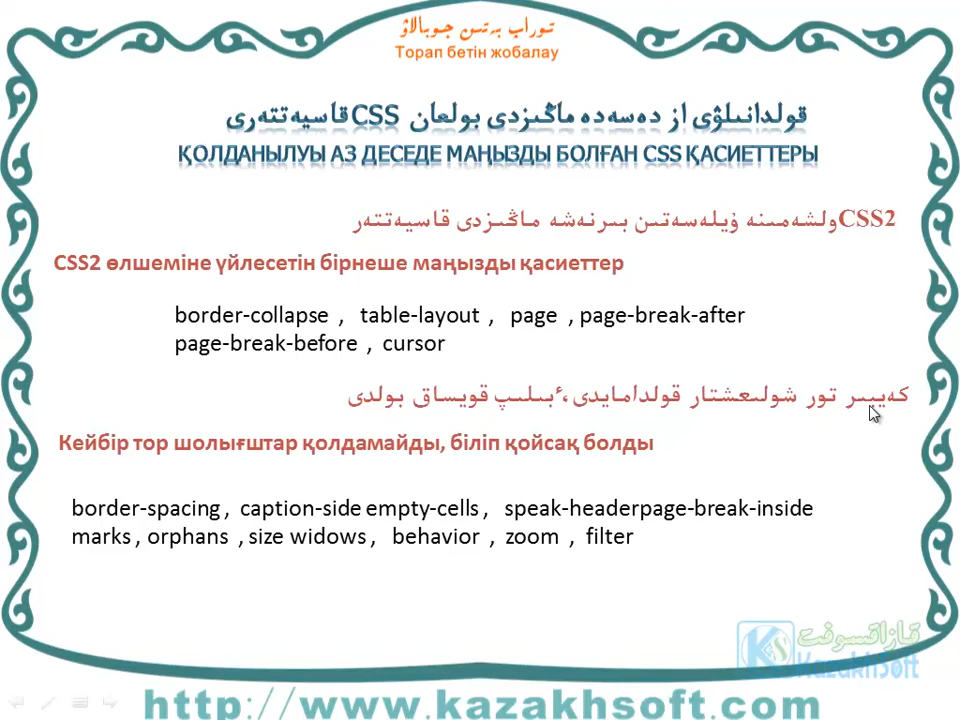 تוراپ بەتىن جوبالاۋ
Торап бетін жобалау
قولدانىلۋى از دەسەدە ماڭىزدى بولعان CSS قاسيەتتەرى
ҚОЛДАНЫЛУЫ АЗ ДЕСЕДЕ МАҢЫЗДЫ БОЛҒАН CSS ҚАСИЕТТЕРЫ
CSS2 ولشەمىنە ۇيلەسەتىن بىرنەشە ماڭىزدى قاسيەتتەر
CSS2 өлшеміне үйлесетін бірнеше маңызды қасиеттер
border-collapse , table-layout , page , page-break-after
page-break-before , cursor
كەيبىر تور شولىعشتار قولدامايدى، ٴبىلىپ قويساق بولدى
Кейбір тор шолығштар қолдамайды, біліп қойсақ болды
border-spacing , caption-side empty-cells , speak-headerpage-break-inside
marks , orphans , size widows , behavior , zoom , filter
قازاقسوفت
KazakhSoft
http://www.kazakhsoft.com